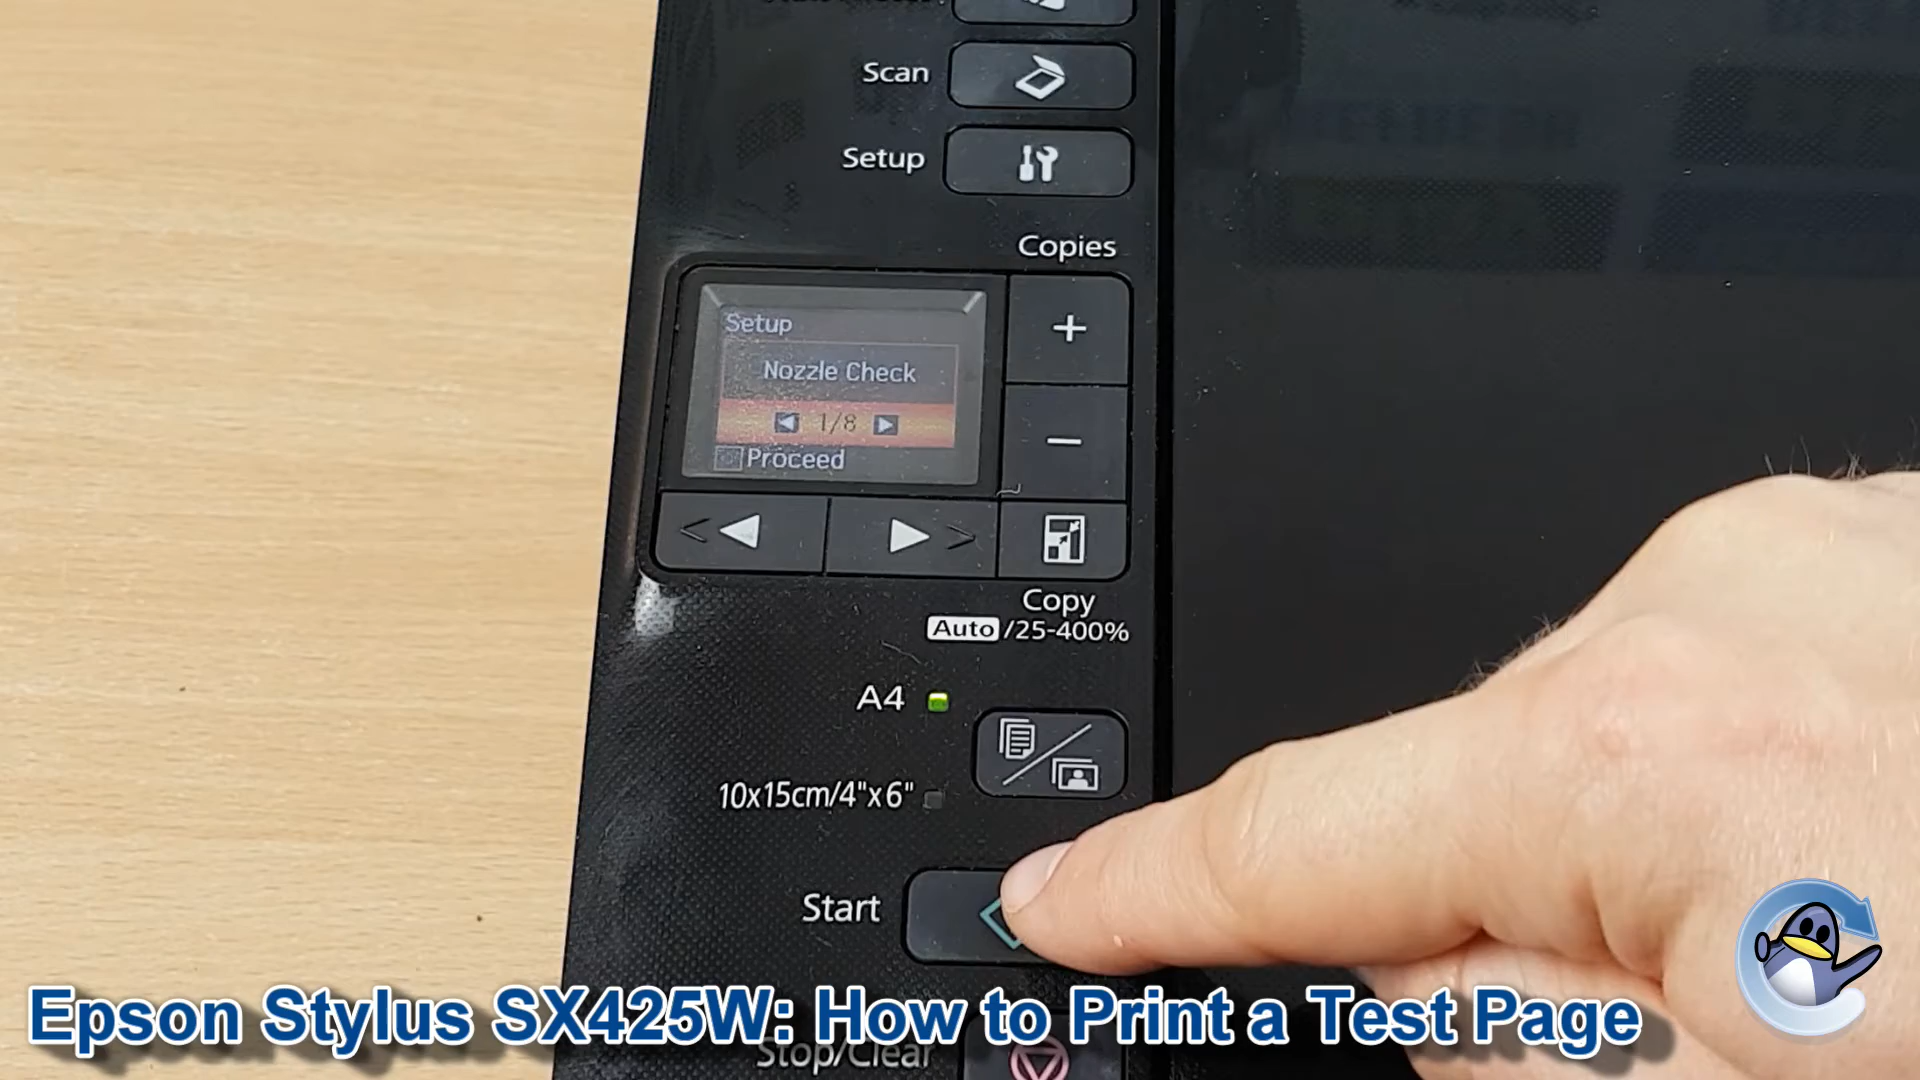 Scan
Setup
Copies
+
Setup
Nozzle Check
1/8
−
Proceed
Copy
Auto/25-400%
A4
10x15cm/4"x6"
Start
Epson Stylus SX425W: How to Print a Test Page
Stop/Clear